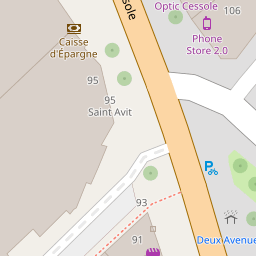 Optic Cessole
106
Phone
Store 2.0
sole
Caisse
d'Épargne
95
95
Saint Avit
93
91
Deux Avenue